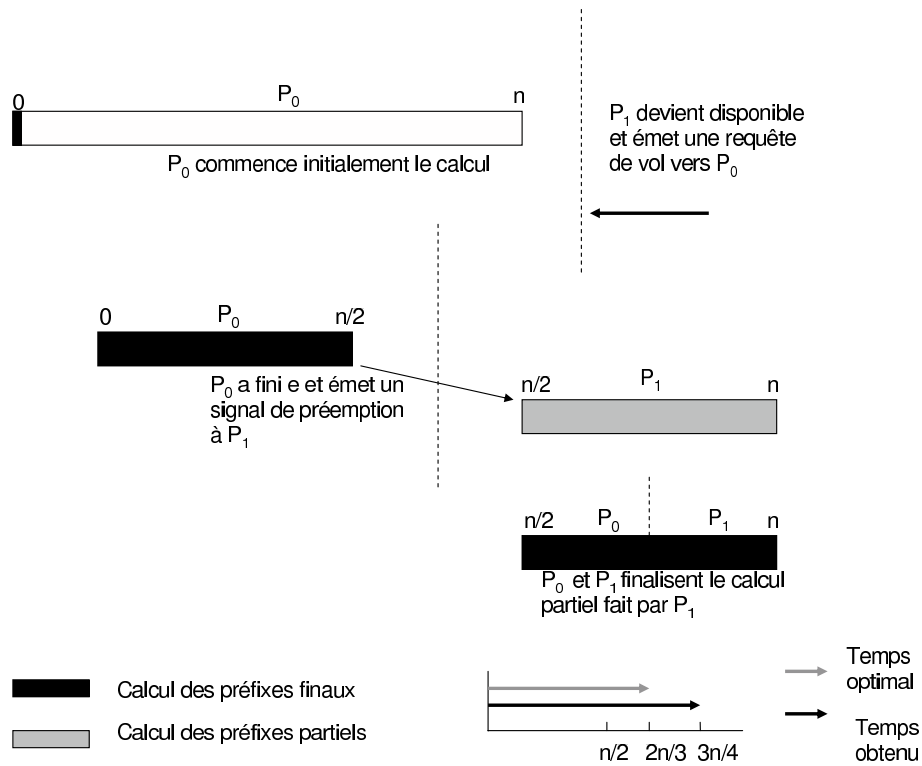 0 P₀ n
P₀ commence initialement le calcul
P₁ devient disponible
et émet une requête
de vol vers P₀
0 P₀ n/2
P₀ a fini e et émet un
signal de préemption
à P₁
n/2 P₁ n
n/2 P₀ P₁ n
P₀ et P₁ finalisent le calcul
partiel fait par P₁
Calcul des préfixes finaux
Calcul des préfixes partiels
n/2 2n/3 3n/4
Temps
optimal
Temps
obtenu